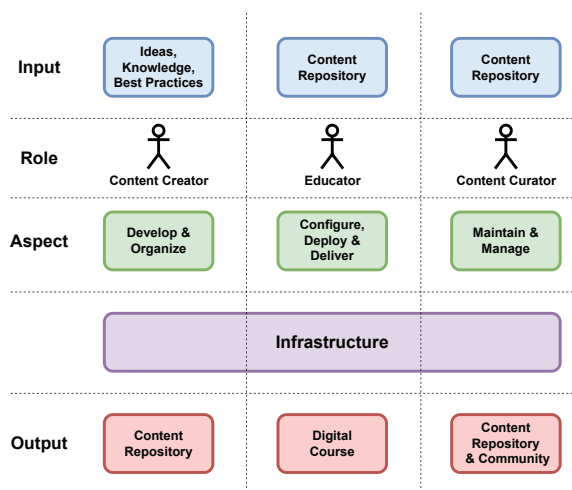 Input
Ideas,
Knowledge,
Best Practices
Content
Repository
Content
Repository
Role
Content Creator
Educator
Content Curator
Aspect
Develop &
Organize
Configure,
Deploy &
Deliver
Maintain &
Manage
Infrastructure
Output
Content
Repository
Digital
Course
Content
Repository
& Community